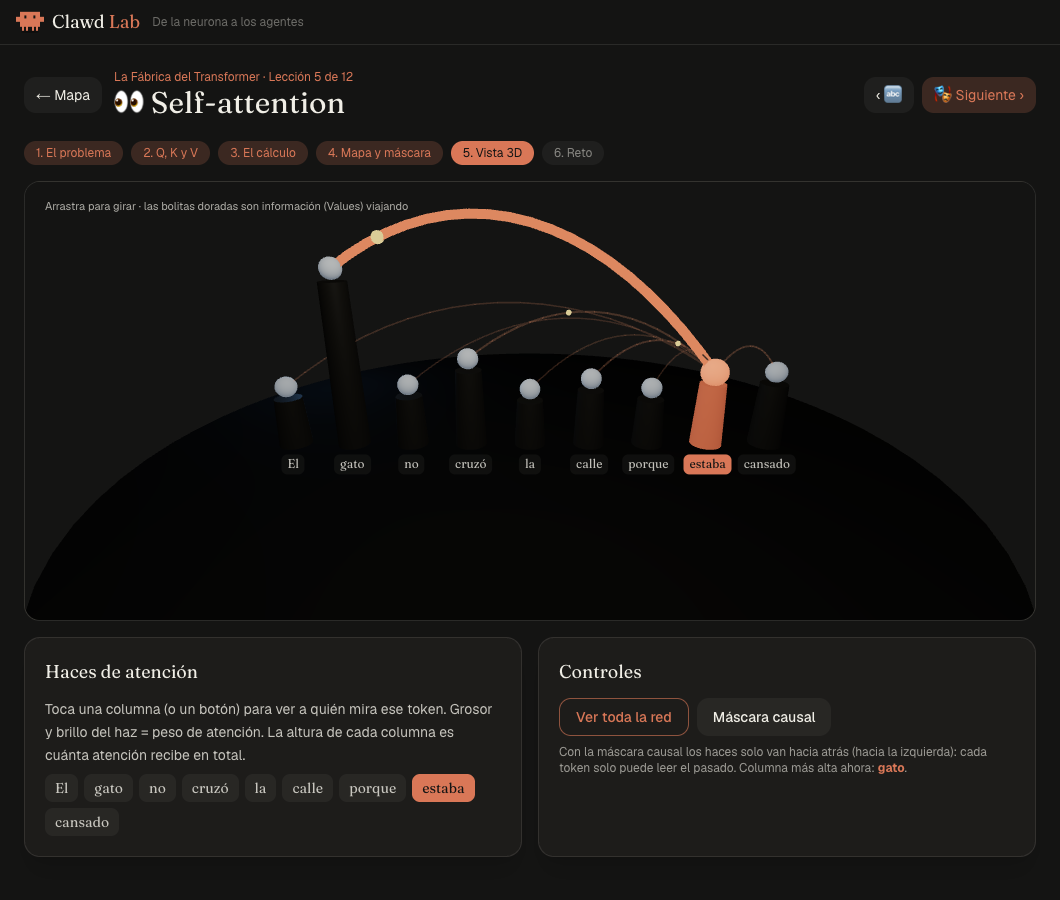 Clawd Lab De la neurona a los agentes
La Fábrica del Transformer · Lección 5 de 12
← Mapa
👀 Self-attention
‹ 🔤
🎭 Siguiente ›
1. El problema
2. Q, K y V
3. El cálculo
4. Mapa y máscara
5. Vista 3D
6. Reto
Arrastra para girar · las bolitas doradas son información (Values) viajando
El gato no cruzó la calle porque estaba cansado
Haces de atención
Toca una columna (o un botón) para ver a quién mira ese token. Grosor
y brillo del haz = peso de atención. La altura de cada columna es
cuánta atención recibe en total.
El gato no cruzó la calle porque estaba
cansado
Controles
Ver toda la red
Máscara causal
Con la máscara causal los haces solo van hacia atrás (hacia la izquierda): cada
token solo puede leer el pasado. Columna más alta ahora: gato.